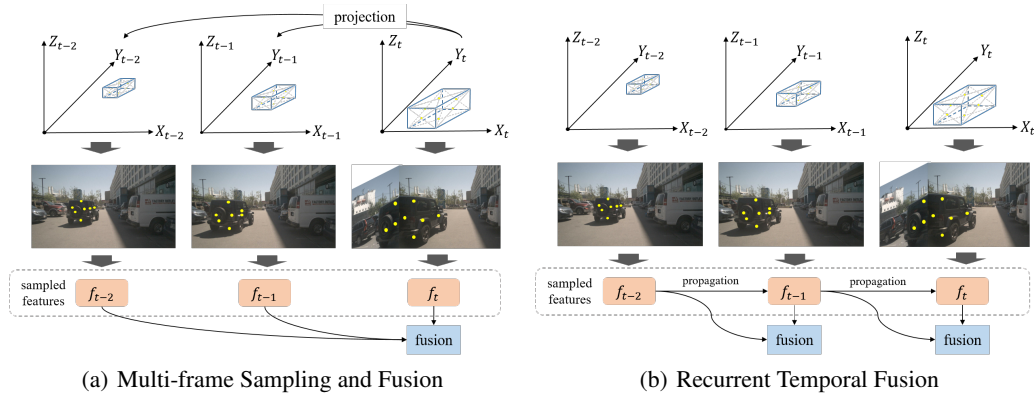 projection
Z_{t-2}
Y_{t-2}
X_{t-2}
Z_{t-1}
Y_{t-1}
X_{t-1}
Z_t
Y_t
X_t
sampled
features
f_{t-2}
f_{t-1}
f_t
fusion
(a) Multi-frame Sampling and Fusion
Z_{t-2}
Y_{t-2}
X_{t-2}
Z_{t-1}
Y_{t-1}
X_{t-1}
Z_t
Y_t
X_t
sampled
features
f_{t-2}
propagation
f_{t-1}
propagation
f_t
fusion
fusion
(b) Recurrent Temporal Fusion